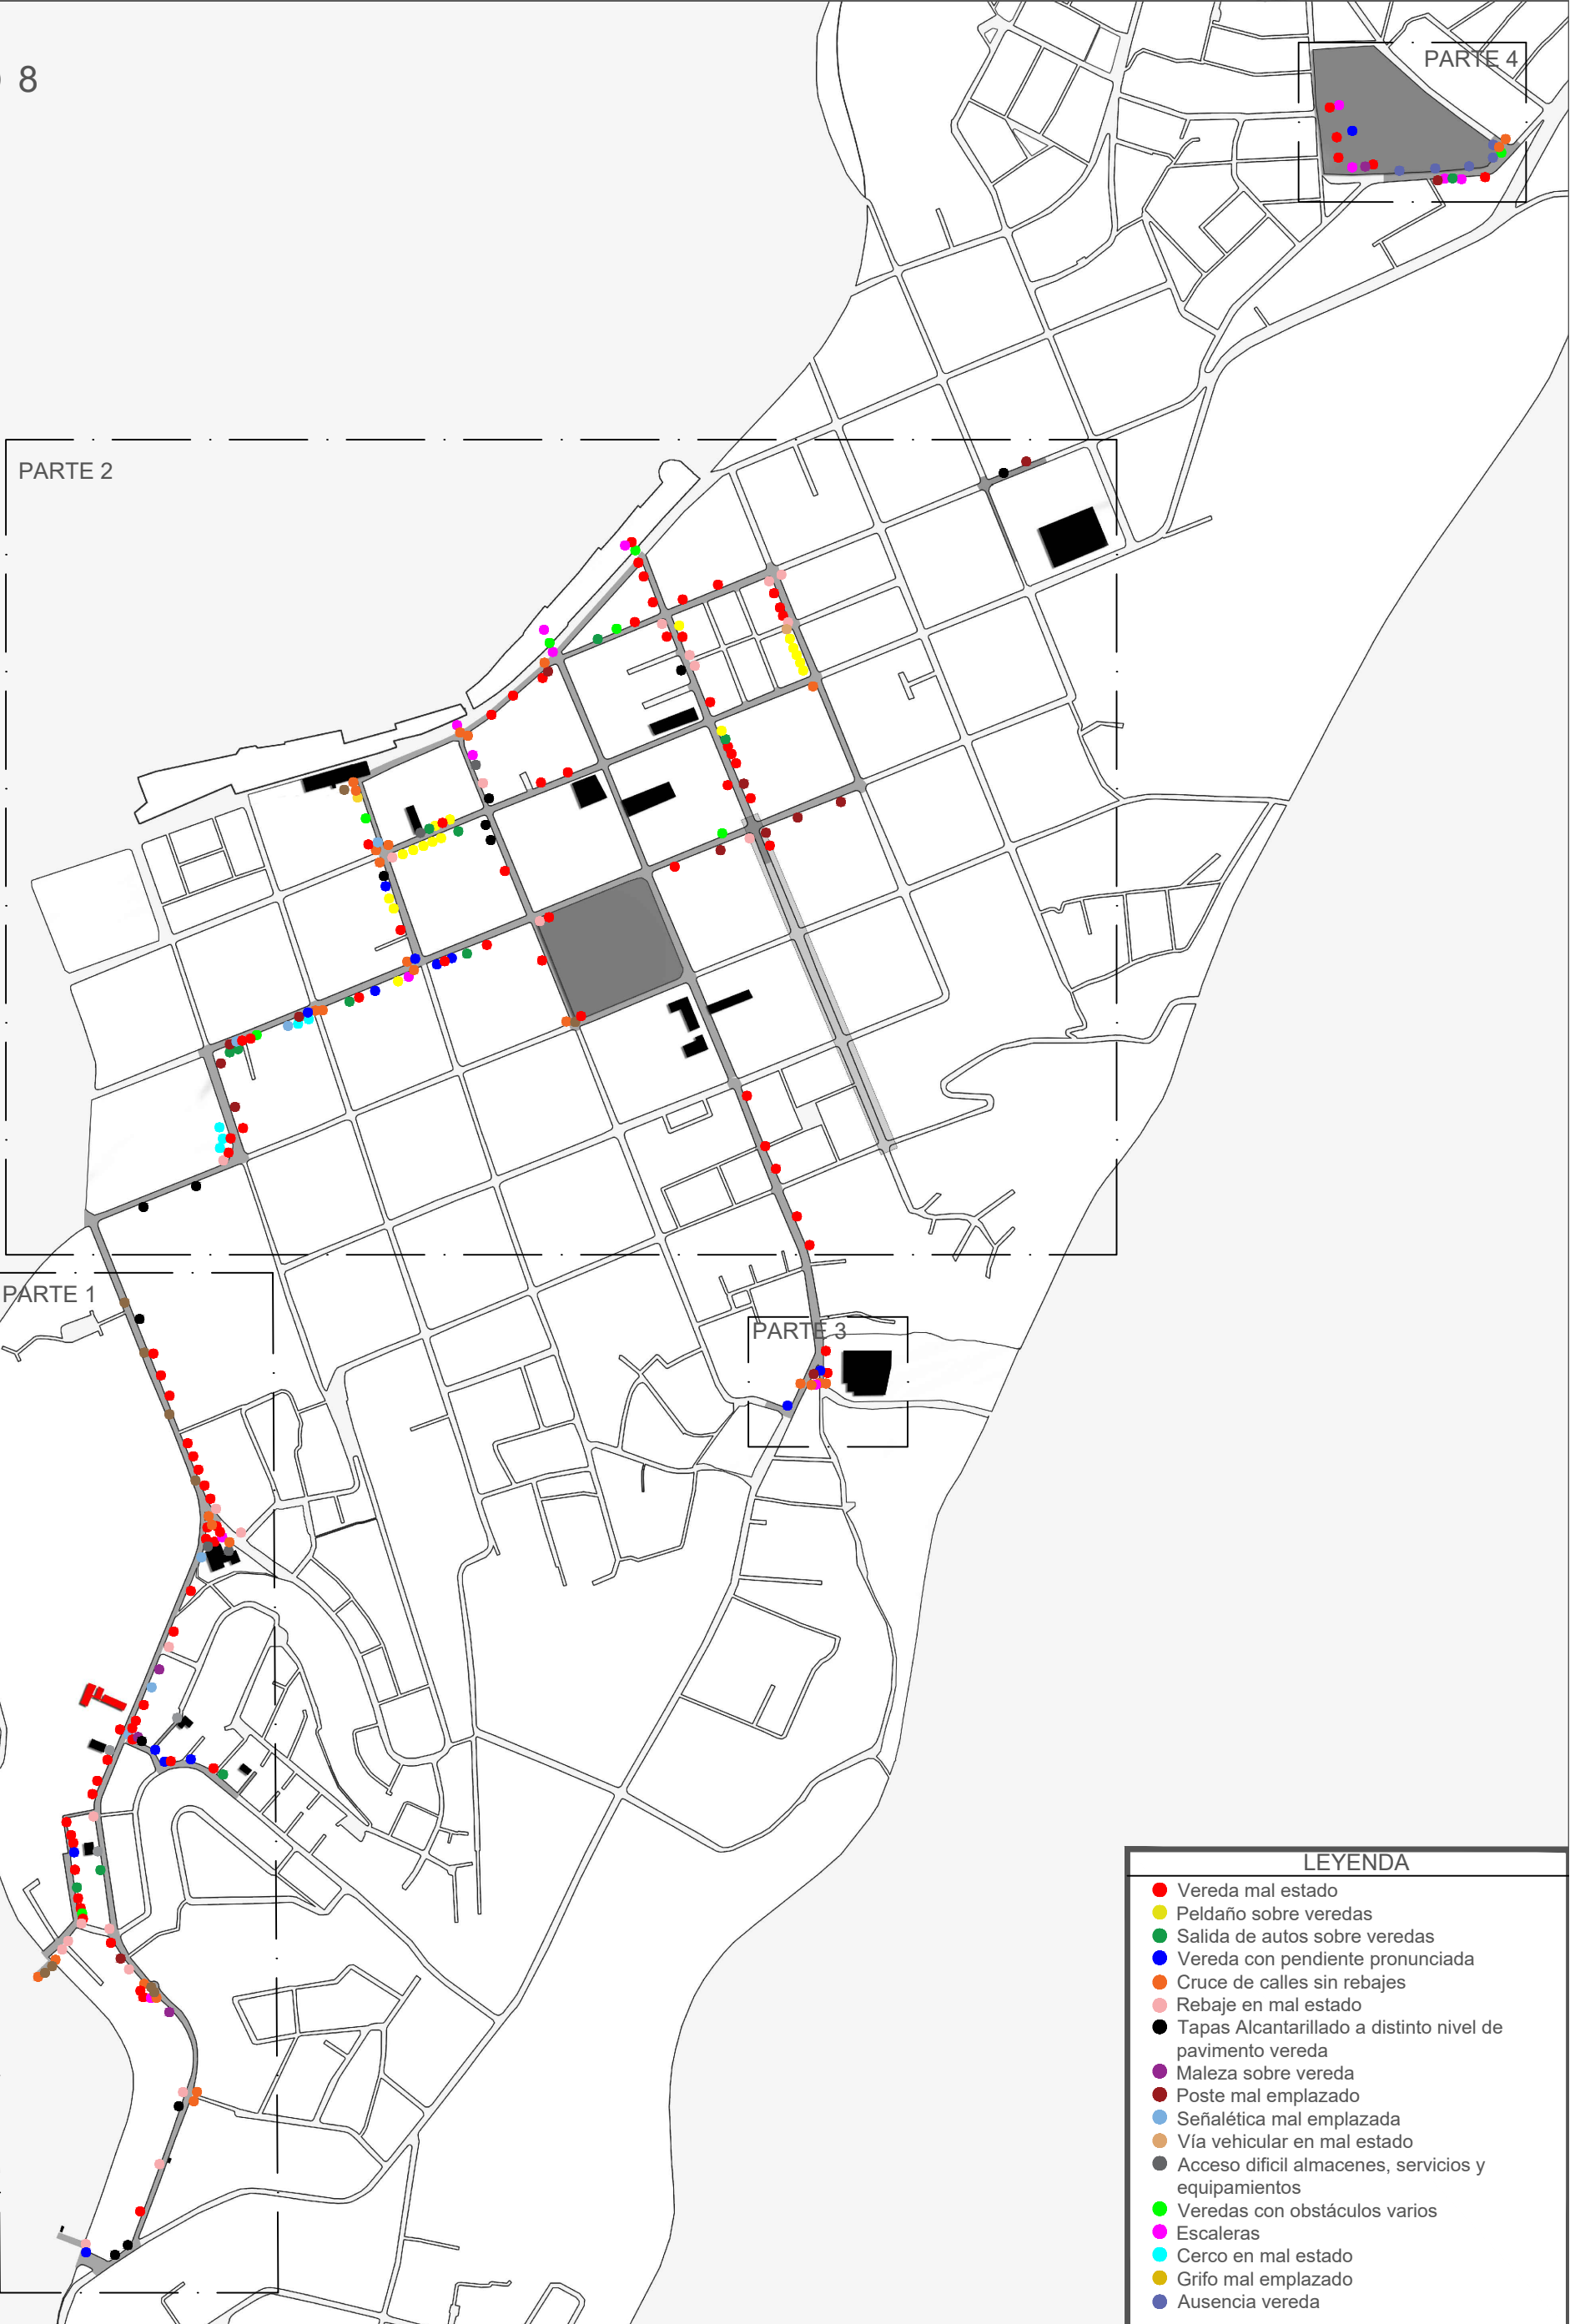 8
PARTE 4
PARTE 2
PARTE 1
PARTE 3
LEYENDA
Vereda mal estado
Peldaño sobre veredas
Salida de autos sobre veredas
Vereda con pendiente pronunciada
Cruce de calles sin rebajes
Rebaje en mal estado
Tapas Alcantarillado a distinto nivel de
pavimento vereda
Maleza sobre vereda
Poste mal emplazado
Señalética mal emplazada
Vía vehicular en mal estado
Acceso dificil almacenes, servicios y
equipamientos
Veredas con obstáculos varios
Escaleras
Cerco en mal estado
Grifo mal emplazado
Ausencia vereda